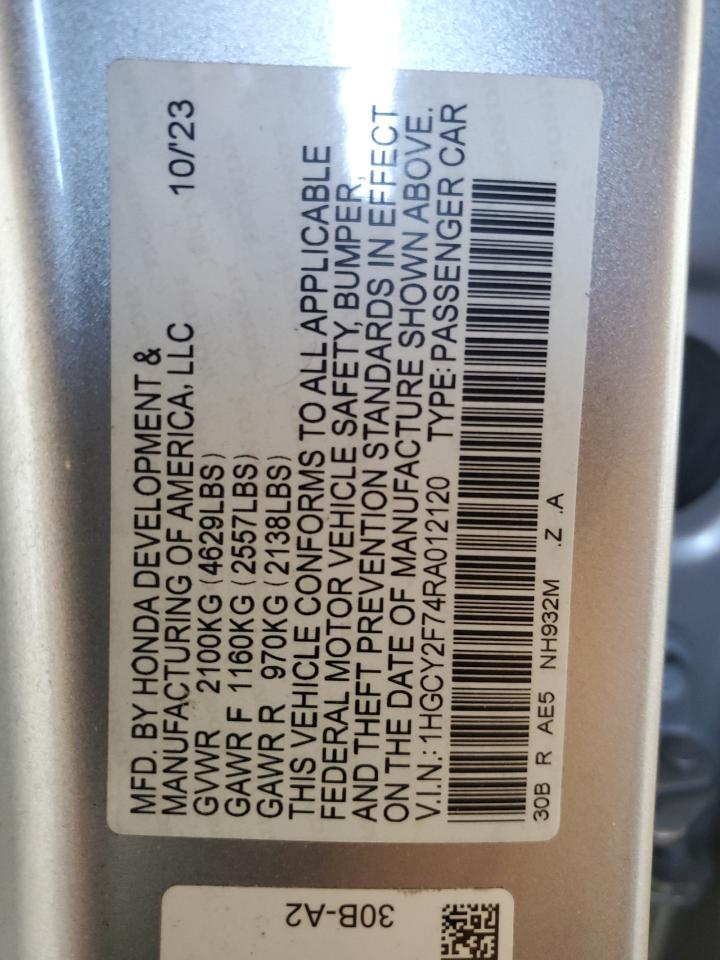 MFD. BY HONDA DEVELOPMENT &
MANUFACTURING OF AMERICA, LLC 10/'23
GVWR 2100KG (4629LBS)
GAWR F 1160KG (2557LBS)
GAWR R 970KG (2138LBS)
THIS VEHICLE CONFORMS TO ALL APPLICABLE
FEDERAL MOTOR VEHICLE SAFETY, BUMPER,
AND THEFT PREVENTION STANDARDS IN EFFECT
ON THE DATE OF MANUFACTURE SHOWN ABOVE.
V.I.N.: 1HGCY2F74RA012120 TYPE: PASSENGER CAR
30B R AE5 NH932M .Z .A
30B-A2